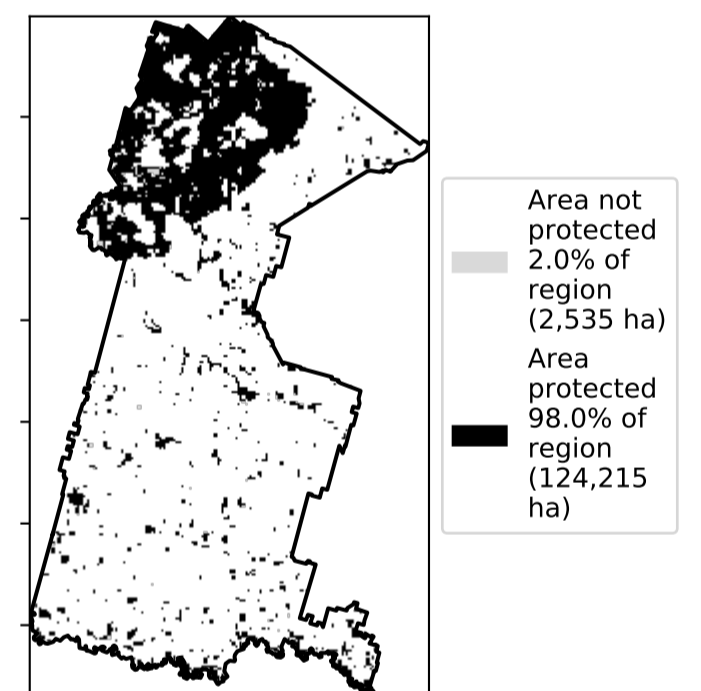 Area not
protected
2.0% of
region
(2,535 ha)
Area
protected
98.0% of
region
(124,215
ha)